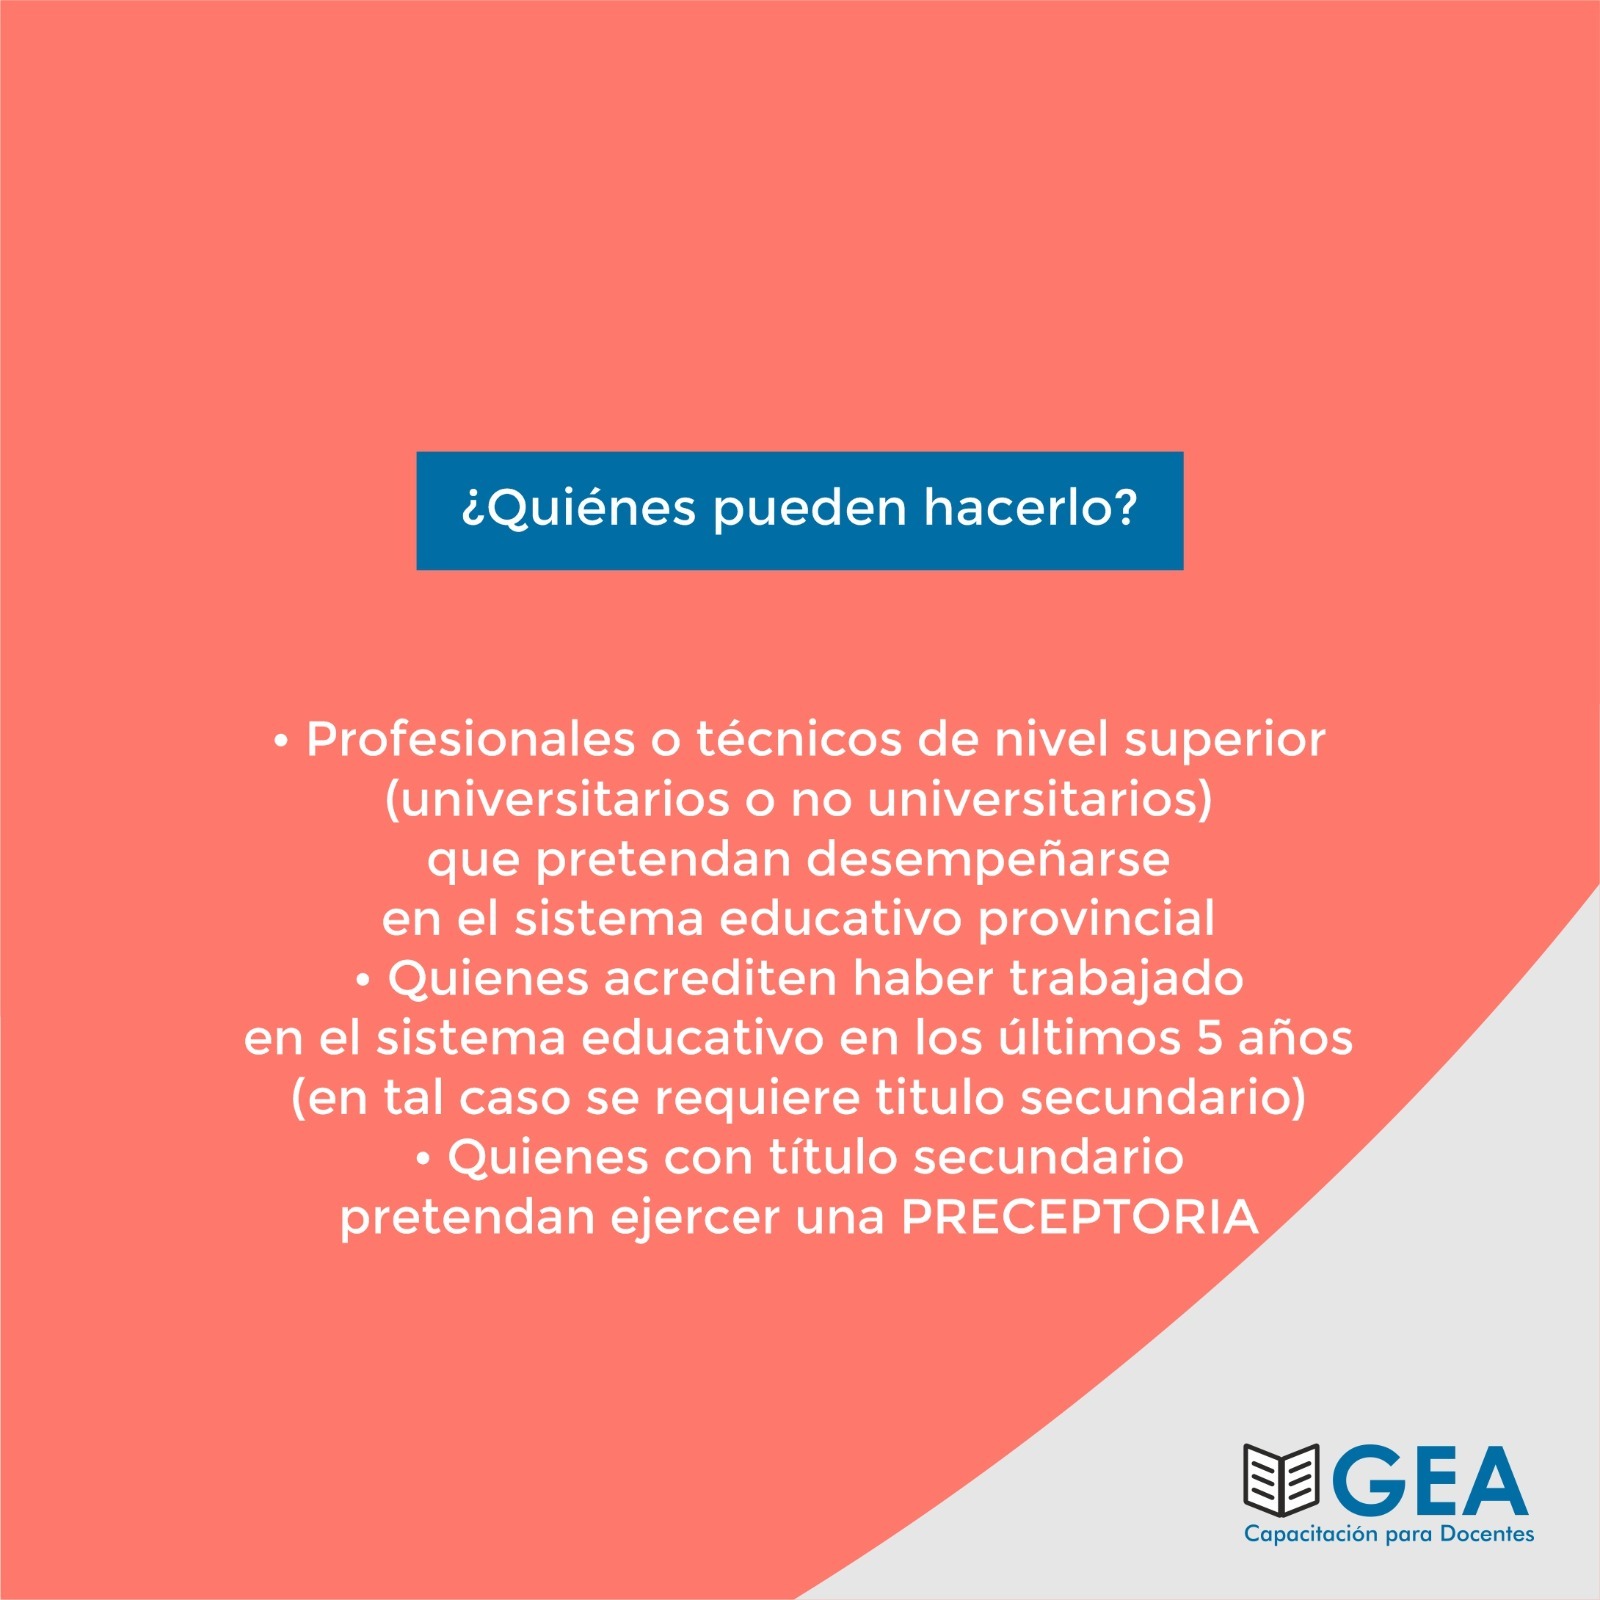 ¿Quiénes pueden hacerlo?
• Profesionales o técnicos de nivel superior
(universitarios o no universitarios)
que pretendan desempeñarse
en el sistema educativo provincial
• Quienes acrediten haber trabajado
en el sistema educativo en los últimos 5 años
(en tal caso se requiere titulo secundario)
• Quienes con título secundario
pretendan ejercer una PRECEPTORIA
GEA
Capacitación para Docentes